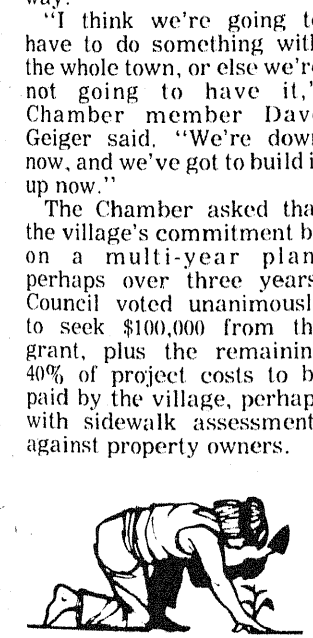 way.
"I think we're going t
have to do something wit
the whole town, or else we'r
not going to have it,"
Chamber member Dav
Geiger said. "We're dow
now, and we've got to build i
up now."
The Chamber asked tha
the village's commitment b
on a multi-year plan
perhaps over three years
Council voted unanimousl
to seek $100,000 from th
grant, plus the remainin
40% of project costs to b
paid by the village, perhap
with sidewalk assessment
against property owners.